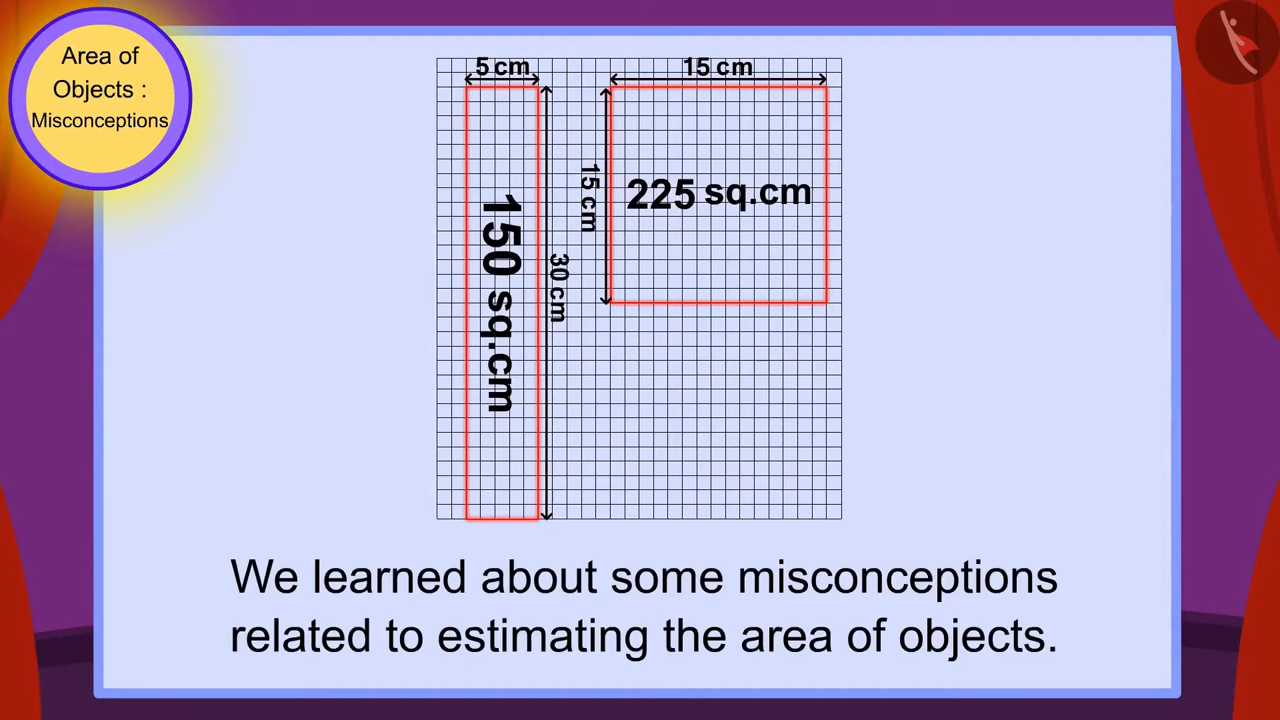 Area of
Objects :
Misconceptions
5 cm
15 cm
150 sq.cm
30 cm
15 cm
225 sq.cm
We learned about some misconceptions
related to estimating the area of objects.